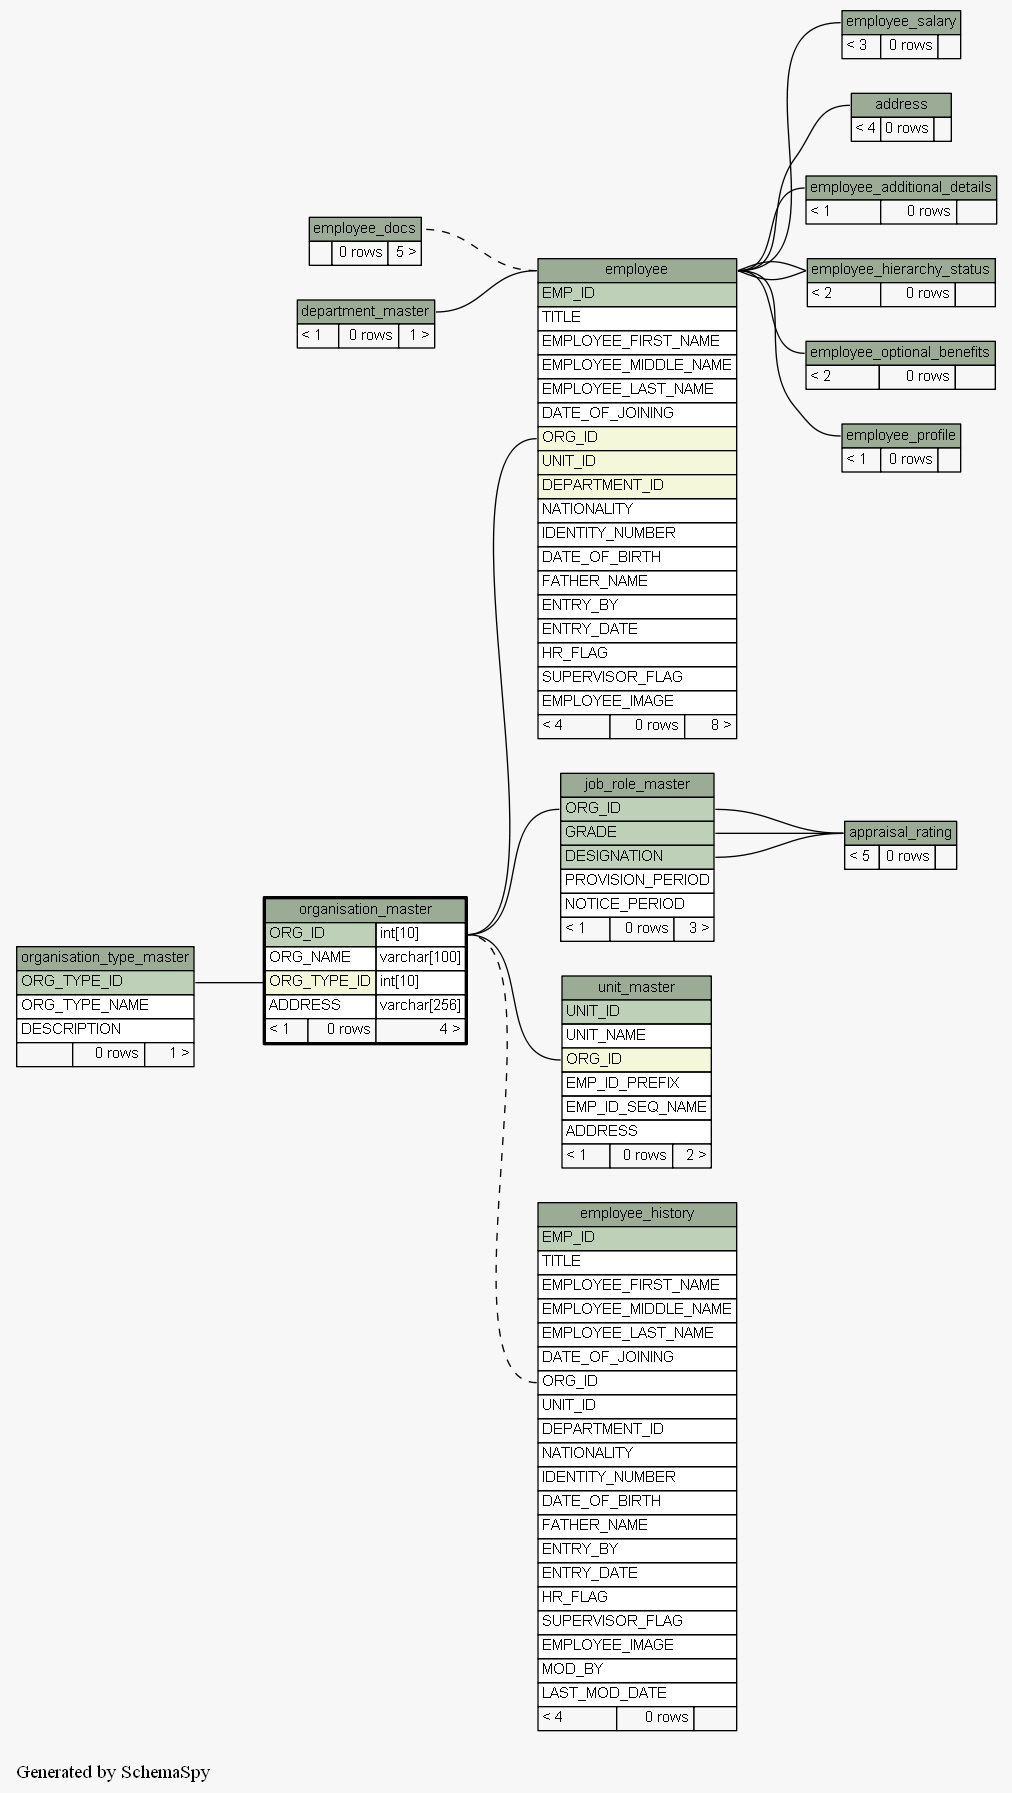 employee_salary
< 3 0 rows
address
< 4 0 rows
employee_additional_details
< 1 0 rows
employee_docs
0 rows 5 >
employee_hierarchy_status
< 2 0 rows
department_master
< 1 0 rows 1 >
employee_optional_benefits
< 2 0 rows
employee_profile
< 1 0 rows
employee
EMP_ID
TITLE
EMPLOYEE_FIRST_NAME
EMPLOYEE_MIDDLE_NAME
EMPLOYEE_LAST_NAME
DATE_OF_JOINING
ORG_ID
UNIT_ID
DEPARTMENT_ID
NATIONALITY
IDENTITY_NUMBER
DATE_OF_BIRTH
FATHER_NAME
ENTRY_BY
ENTRY_DATE
HR_FLAG
SUPERVISOR_FLAG
EMPLOYEE_IMAGE
< 4 0 rows 8 >
job_role_master
ORG_ID
GRADE
DESIGNATION
PROVISION_PERIOD
NOTICE_PERIOD
< 1 0 rows 3 >
appraisal_rating
< 5 0 rows
organisation_master
ORG_ID int[10]
ORG_NAME varchar[100]
ORG_TYPE_ID int[10]
ADDRESS varchar[256]
< 1 0 rows 4 >
organisation_type_master
ORG_TYPE_ID
ORG_TYPE_NAME
DESCRIPTION
0 rows 1 >
unit_master
UNIT_ID
UNIT_NAME
ORG_ID
EMP_ID_PREFIX
EMP_ID_SEQ_NAME
ADDRESS
< 1 0 rows 2 >
employee_history
EMP_ID
TITLE
EMPLOYEE_FIRST_NAME
EMPLOYEE_MIDDLE_NAME
EMPLOYEE_LAST_NAME
DATE_OF_JOINING
ORG_ID
UNIT_ID
DEPARTMENT_ID
NATIONALITY
IDENTITY_NUMBER
DATE_OF_BIRTH
FATHER_NAME
ENTRY_BY
ENTRY_DATE
HR_FLAG
SUPERVISOR_FLAG
EMPLOYEE_IMAGE
MOD_BY
LAST_MOD_DATE
< 4 0 rows
Generated by SchemaSpy